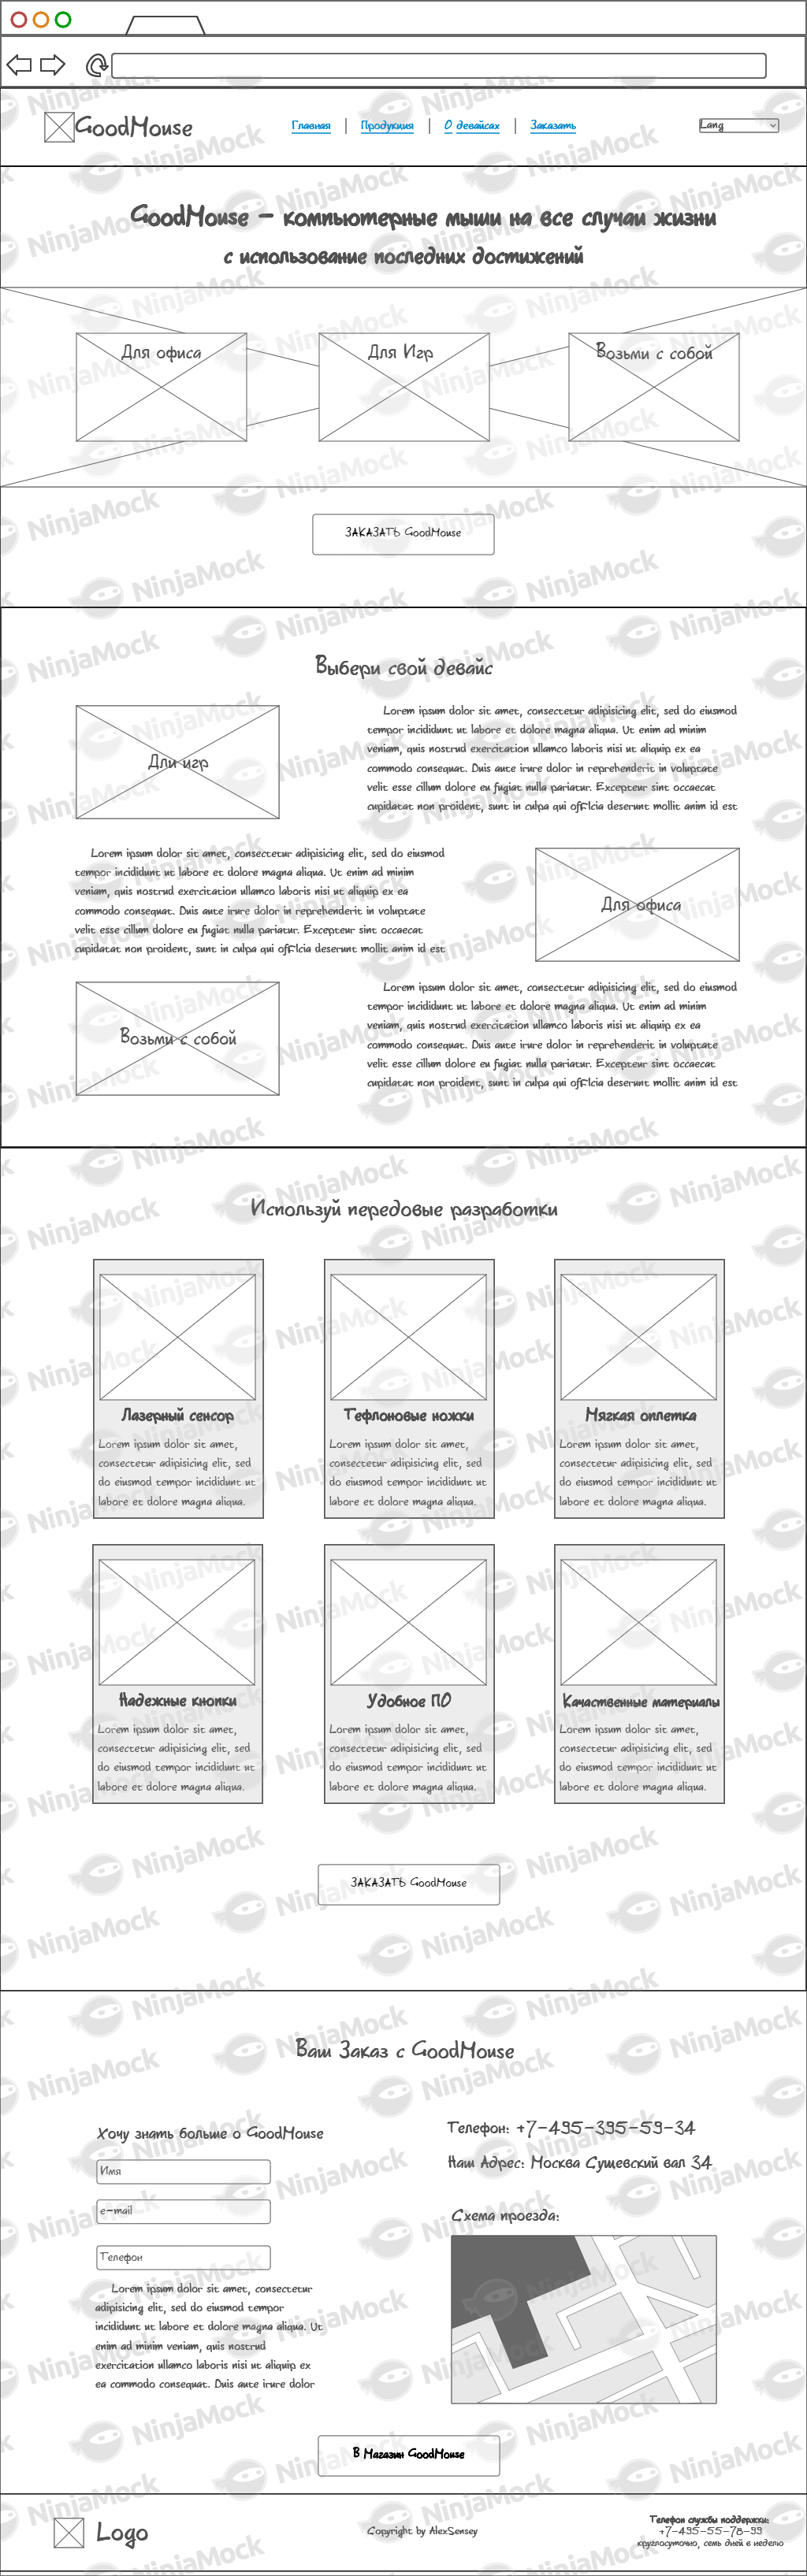 GoodMouse
Главная | Продукция | О девайсах | Заказать
Lang
GoodMouse - компьютерные мыши на все случаи жизни
с использование последних достижений
Для офиса
Для Игр
Возьми с собой
ЗАКАЗАТЬ GoodMouse
Выбери свой девайс
Дли игр
Lorem ipsum dolor sit amet, consectetur adipisicing elit, sed do eiusmod
tempor incididunt ut labore et dolore magna aliqua. Ut enim ad minim
veniam, quis nostrud exercitation ullamco laboris nisi ut aliquip ex ea
commodo consequat. Duis aute irure dolor in reprehenderit in voluptate
velit esse cillum dolore eu fugiat nulla pariatur. Excepteur sint occaecat
cupidatat non proident, sunt in culpa qui officia deserunt mollit anim id est
Lorem ipsum dolor sit amet, consectetur adipisicing elit, sed do eiusmod
tempor incididunt ut labore et dolore magna aliqua. Ut enim ad minim
veniam, quis nostrud exercitation ullamco laboris nisi ut aliquip ex ea
commodo consequat. Duis aute irure dolor in reprehenderit in voluptate
velit esse cillum dolore eu fugiat nulla pariatur. Excepteur sint occaecat
cupidatat non proident, sunt in culpa qui officia deserunt mollit anim id est
Для офиса
Возьми с собой
Lorem ipsum dolor sit amet, consectetur adipisicing elit, sed do eiusmod
tempor incididunt ut labore et dolore magna aliqua. Ut enim ad minim
veniam, quis nostrud exercitation ullamco laboris nisi ut aliquip ex ea
commodo consequat. Duis aute irure dolor in reprehenderit in voluptate
velit esse cillum dolore eu fugiat nulla pariatur. Excepteur sint occaecat
cupidatat non proident, sunt in culpa qui officia deserunt mollit anim id est
Используй передовые разработки
Лазерный сенсор
Lorem ipsum dolor sit amet,
consectetur adipisicing elit, sed
do eiusmod tempor incididunt ut
labore et dolore magna aliqua.
Тефлоновые ножки
Lorem ipsum dolor sit amet,
consectetur adipisicing elit, sed
do eiusmod tempor incididunt ut
labore et dolore magna aliqua.
Мягкая оплетка
Lorem ipsum dolor sit amet,
consectetur adipisicing elit, sed
do eiusmod tempor incididunt ut
labore et dolore magna aliqua.
Надежные кнопки
Lorem ipsum dolor sit amet,
consectetur adipisicing elit, sed
do eiusmod tempor incididunt ut
labore et dolore magna aliqua.
Удобное ПО
Lorem ipsum dolor sit amet,
consectetur adipisicing elit, sed
do eiusmod tempor incididunt ut
labore et dolore magna aliqua.
Качаственные материалы
Lorem ipsum dolor sit amet,
consectetur adipisicing elit, sed
do eiusmod tempor incididunt ut
labore et dolore magna aliqua.
ЗАКАЗАТЬ GoodMouse
Ваш Заказ с GoodMouse
Хочу знать больше о GoodMouse
Имя
e-mail
Телефон
Lorem ipsum dolor sit amet, consectetur
adipisicing elit, sed do eiusmod tempor
incididunt ut labore et dolore magna aliqua. Ut
enim ad minim veniam, quis nostrud
exercitation ullamco laboris nisi ut aliquip ex
ea commodo consequat. Duis aute irure dolor
Телефон: +7-495-395-59-34
Наш Адрес: Москва Сущевский вал 34
Схема проезда:
В Магазин GoodMouse
Logo
Copyright by AlexSensey
Телефон службы поддержки:
+7-495-55-78-99
круглосуточно, семь дней в неделю